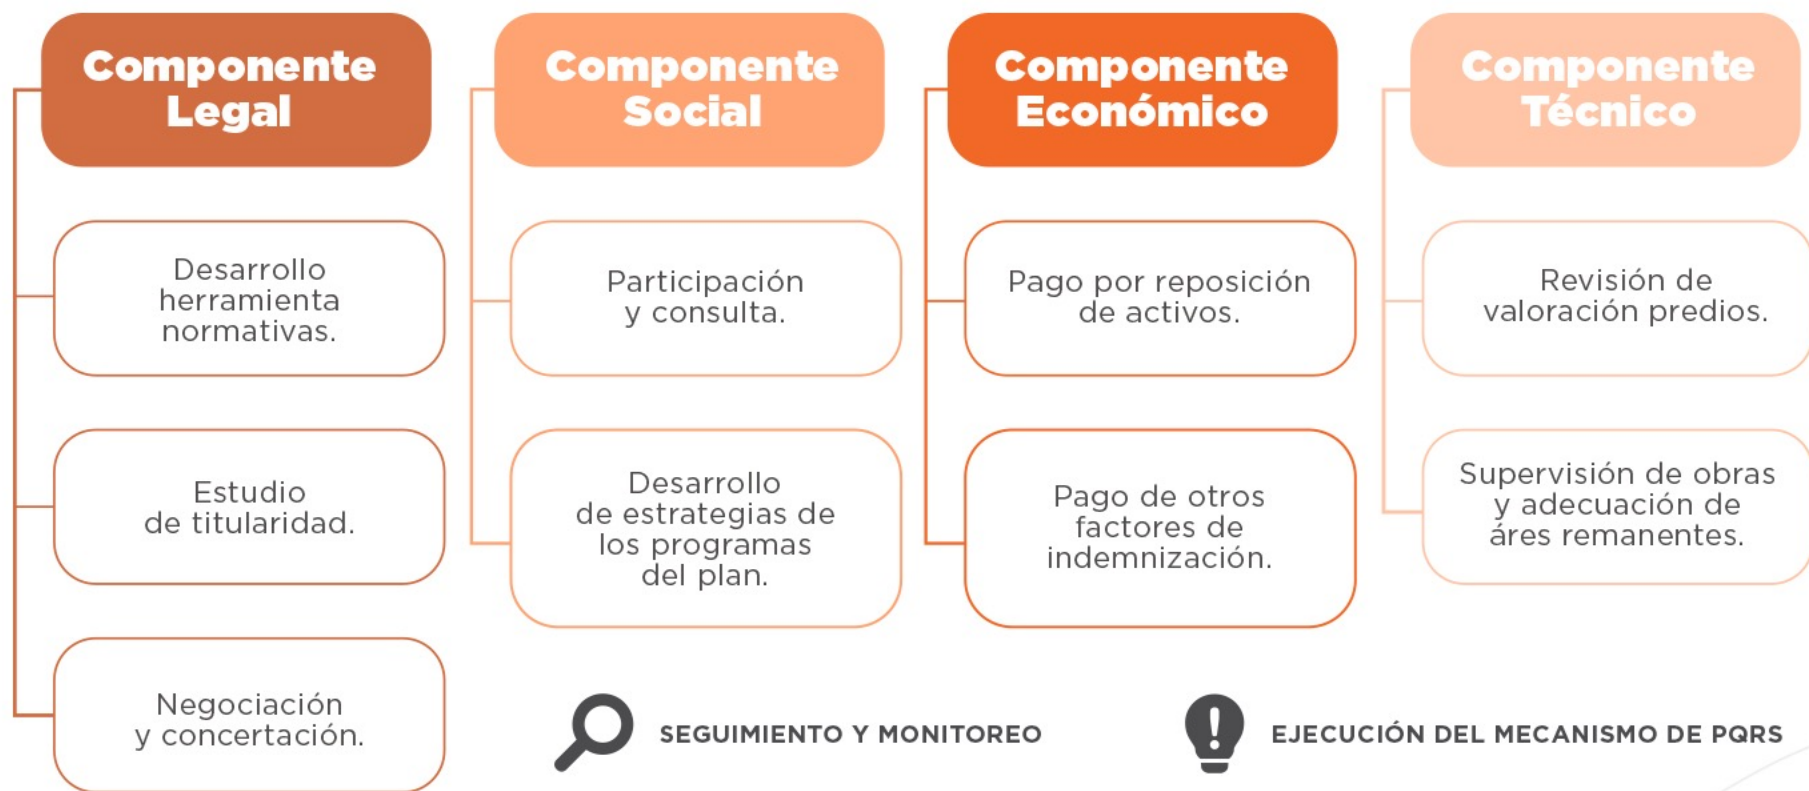 Componente
Legal
Desarrollo
herramienta
normativas.
Estudio
de titularidad.
Negociación
y concertación.
Componente
Social
Participación
y consulta.
Desarrollo
de estrategias de
los programas
del plan.
Componente
Económico
Pago por reposición
de activos.
Pago de otros
factores de
indemnización.
Componente
Técnico
Revisión de
valoración predios.
Supervisión de obras
y adecuación de
áres remanentes.
SEGUIMIENTO Y MONITOREO
EJECUCIÓN DEL MECANISMO DE PQRS